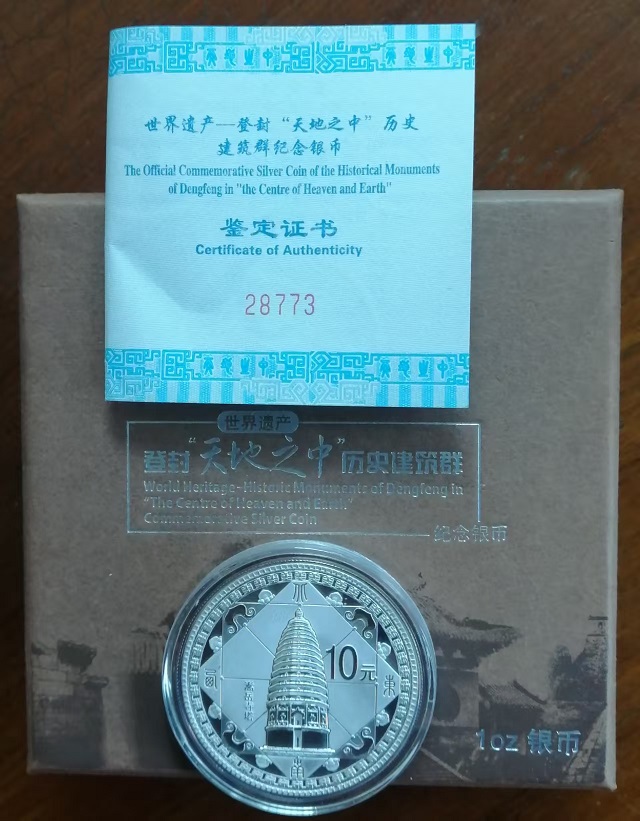 世界遗产—登封“天地之中”历史
建筑群纪念银币
The Official Commemorative Silver Coin of the Historical Monuments
of Dengfeng in "the Centre of Heaven and Earth"
鉴定证书
Certificate of Authenticity
28773
世界遗产
登封“天地之中”历史建筑群
World Heritage-Historic Monuments of Dengfeng in
"The Centre of Heaven and Earth"
Commemorative Silver Coin
纪念银币
10元
1oz 银币